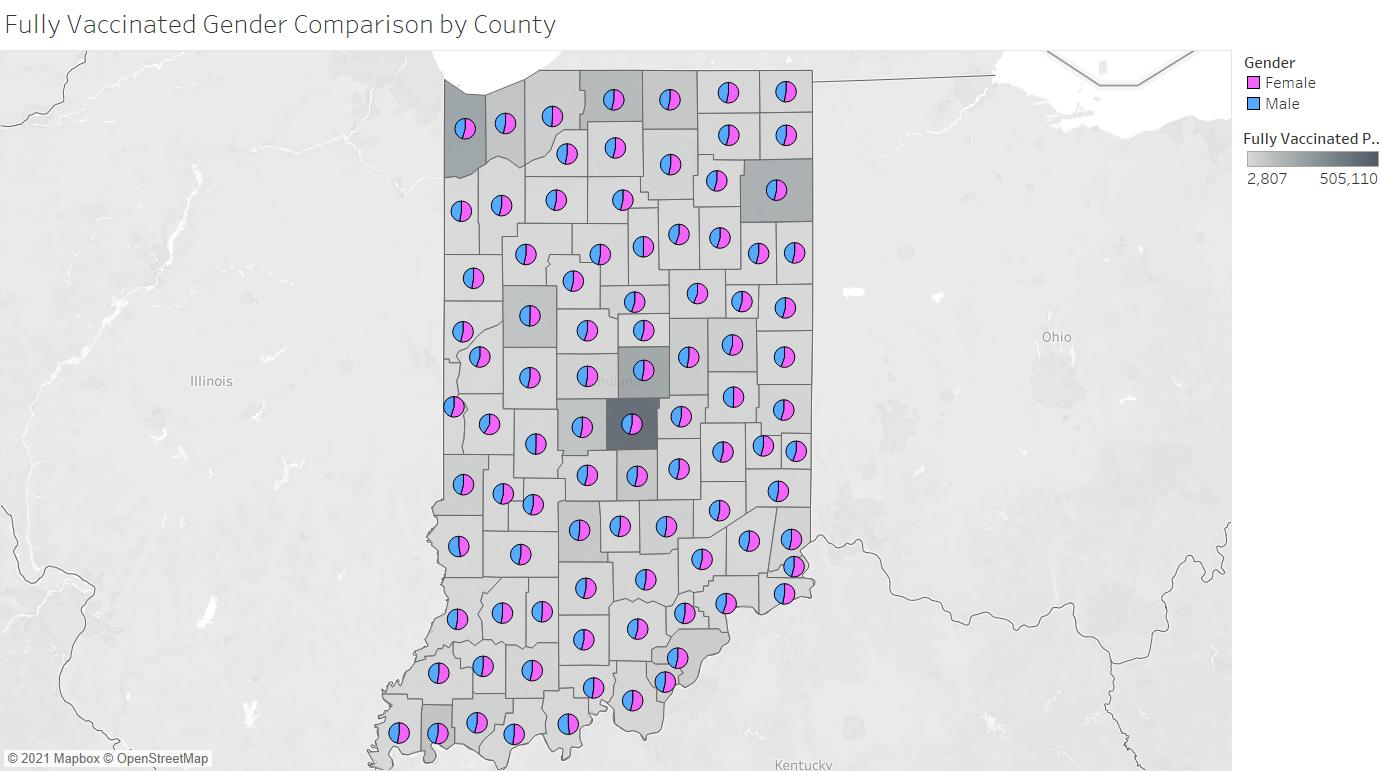 Fully Vaccinated Gender Comparison by County
Gender
Female
Male
Fully Vaccinated P..
2,807 505,110
Ohio
Illinois
Indiana
Kentucky
© 2021 Mapbox © OpenStreetMap